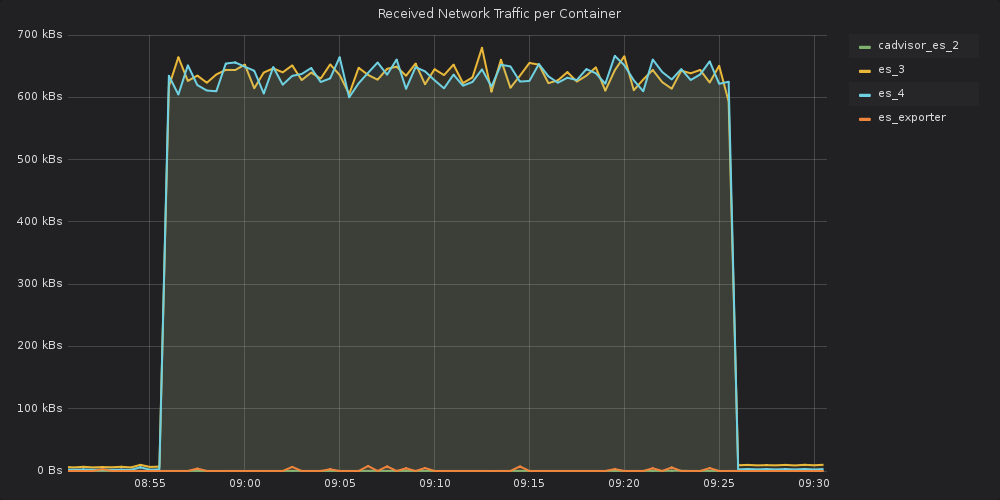 Received Network Traffic per Container
700 kBs
600 kBs
500 kBs
400 kBs
300 kBs
200 kBs
100 kBs
0 Bs
08:55
09:00
09:05
09:10
09:15
09:20
09:25
09:30
cadvisor_es_2
es_3
es_4
es_exporter